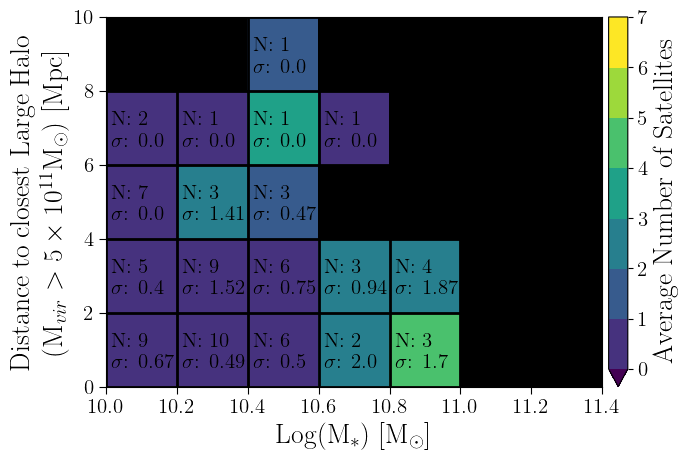 Distance to closest Large Halo
(M_{vir} > 5 × 10^{11}M_☉) [Mpc]
10
8
6
4
2
0
N: 1
σ: 0.0
N: 2
σ: 0.0
N: 1
σ: 0.0
N: 1
σ: 0.0
N: 1
σ: 0.0
N: 7
σ: 0.0
N: 3
σ: 1.41
N: 3
σ: 0.47
N: 5
σ: 0.4
N: 9
σ: 1.52
N: 6
σ: 0.75
N: 3
σ: 0.94
N: 4
σ: 1.87
N: 9
σ: 0.67
N: 10
σ: 0.49
N: 6
σ: 0.5
N: 2
σ: 2.0
N: 3
σ: 1.7
10.0 10.2 10.4 10.6 10.8 11.0 11.2 11.4
Log(M_*) [M_☉]
7
6
5
4
3
2
1
0
Average Number of Satellites